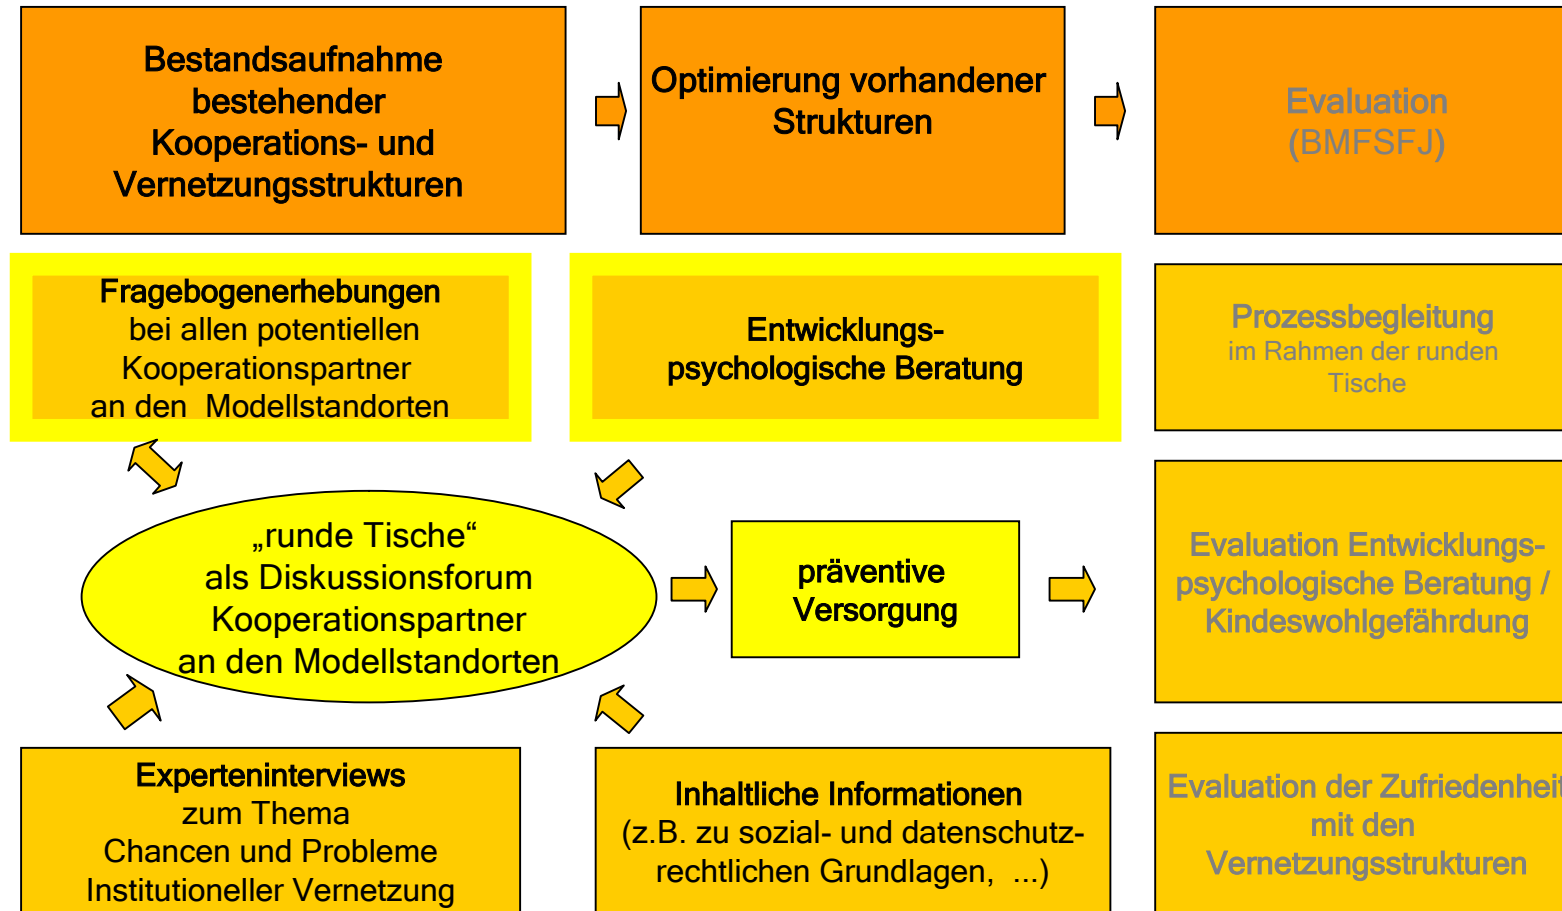 Bestandsaufnahme
bestehender
Kooperations- und
Vernetzungsstrukturen
Optimierung vorhandener
Strukturen
Evaluation
(BMFSFJ)
Fragebogenerhebungen
bei allen potentiellen
Kooperationspartner
an den Modellstandorten
Entwicklungs-
psychologische Beratung
Prozessbegleitung
im Rahmen der runden
Tische
„runde Tische“
als Diskussionsforum
Kooperationspartner
an den Modellstandorten
präventive
Versorgung
Evaluation Entwicklungs-
psychologische Beratung /
Kindeswohlgefährdung
Experteninterviews
zum Thema
Chancen und Probleme
Institutioneller Vernetzung
Inhaltliche Informationen
(z.B. zu sozial- und datenschutz-
rechtlichen Grundlagen, ...)
Evaluation der Zufriedenheit
mit den
Vernetzungsstrukturen